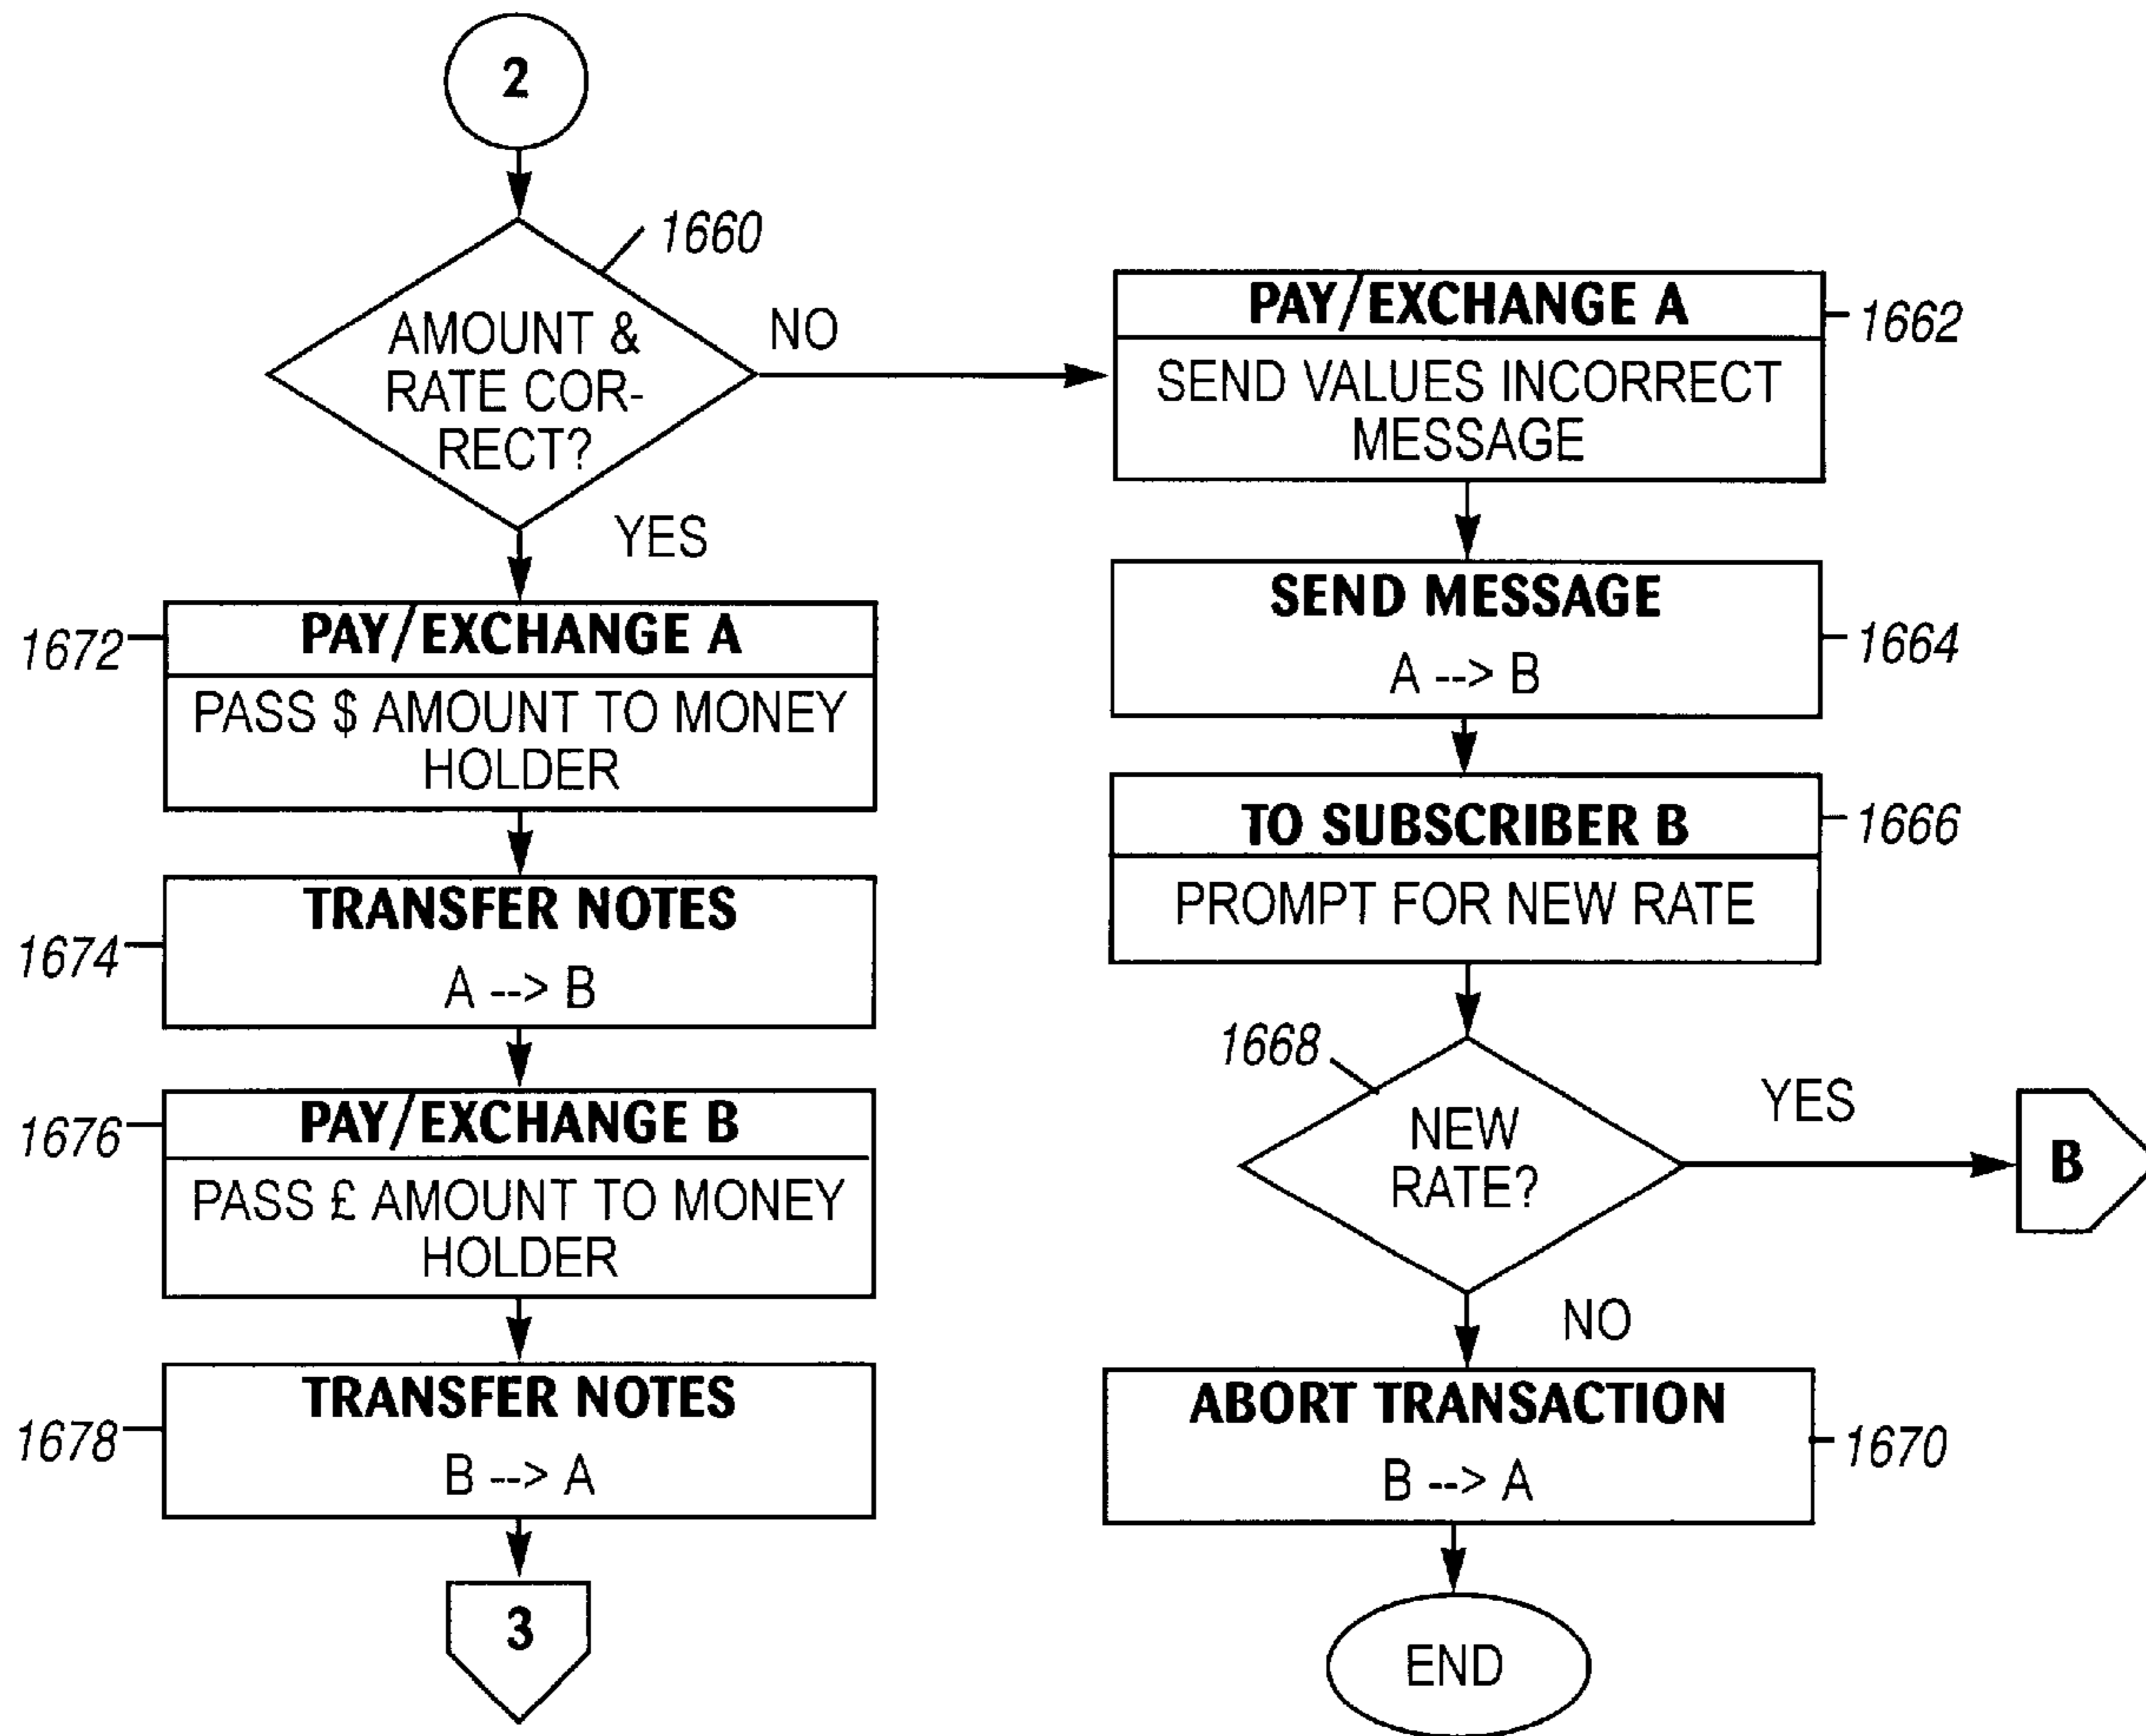 2
1660
AMOUNT &
RATE COR-
RECT?
NO
YES
1672
PAY/EXCHANGE A
PASS $ AMOUNT TO MONEY
HOLDER
1674
TRANSFER NOTES
A --> B
1676
PAY/EXCHANGE B
PASS £ AMOUNT TO MONEY
HOLDER
1678
TRANSFER NOTES
B --> A
3
PAY/EXCHANGE A
1662
SEND VALUES INCORRECT
MESSAGE
SEND MESSAGE
1664
A --> B
TO SUBSCRIBER B
1666
PROMPT FOR NEW RATE
1668
NEW
RATE?
YES
B
NO
ABORT TRANSACTION
1670
B --> A
END